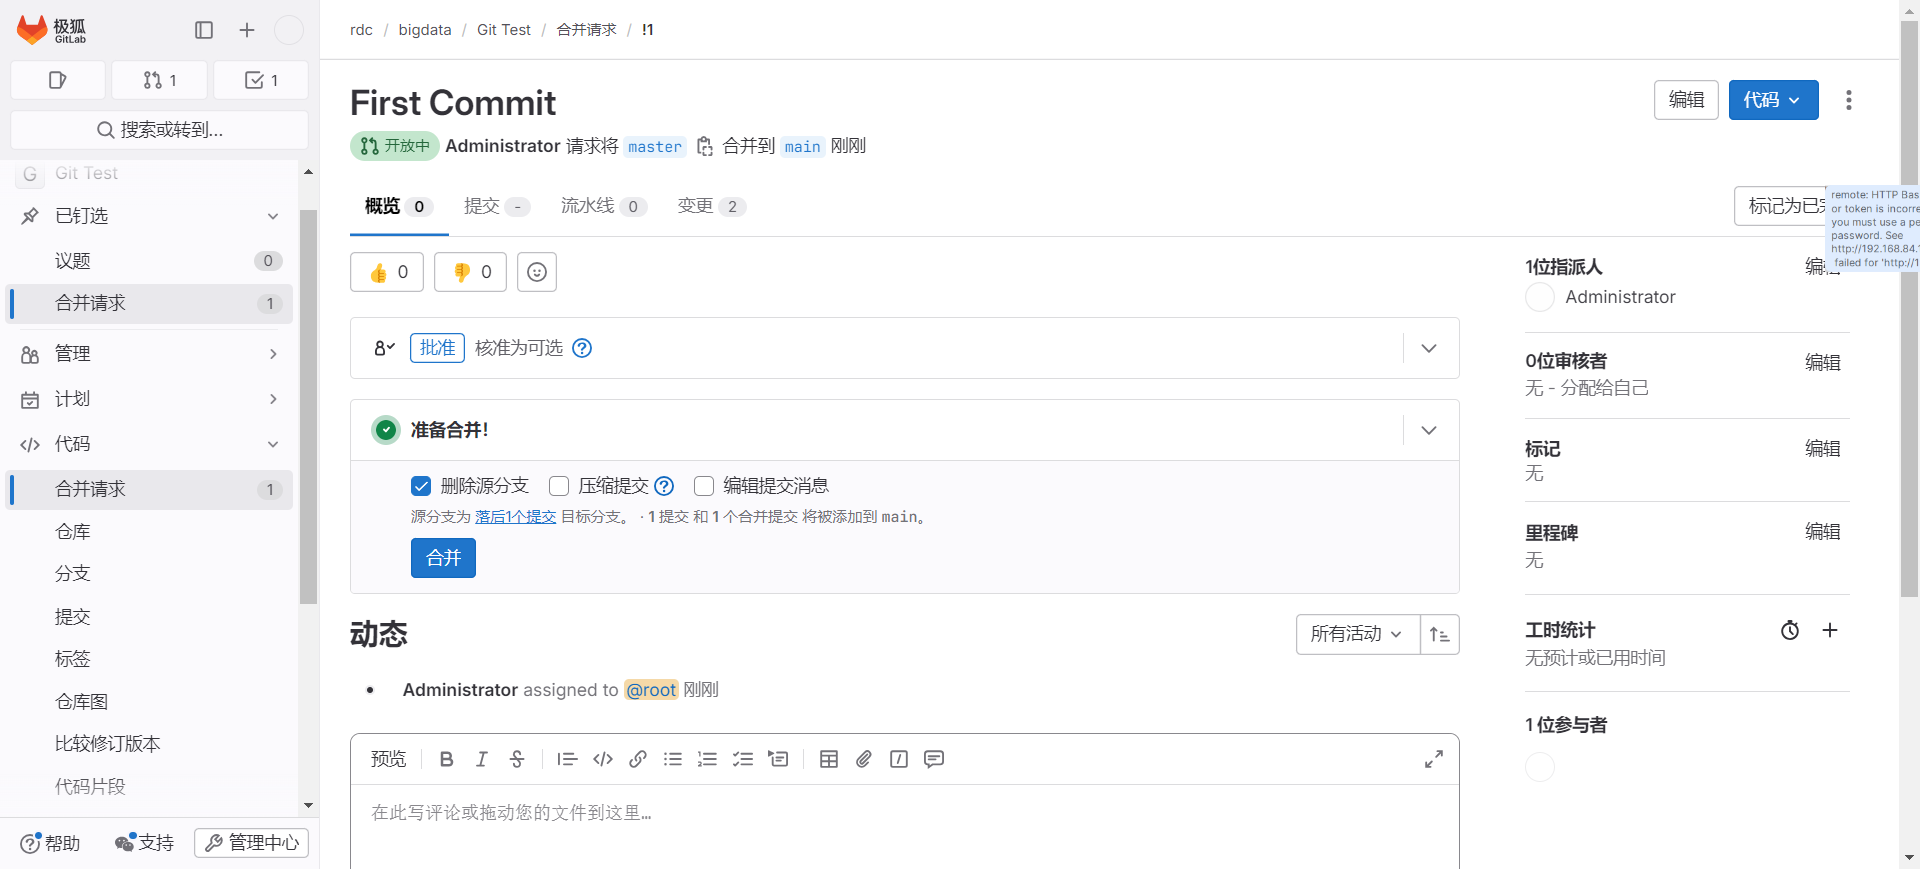 极狐
GitLab
1
1
搜索或转到...
G Git Test
已钉选
议题 0
合并请求 1
管理
计划
代码
合并请求 1
仓库
分支
提交
标签
仓库图
比较修订版本
代码片段
帮助
支持
管理中心
rdc / bigdata / Git Test / 合并请求 / !1
First Commit
编辑
代码
开放中 Administrator 请求将 master 合并到 main 刚刚
概览 0
提交 -
流水线 0
变更 2
标记为已
remote: HTTP Bas
or token is incorre
you must use a pe
password. See
http://192.168.84.
failed for 'http://1
👍 0
👎 0
批准 核准为可选
准备合并!
删除源分支
压缩提交
编辑提交消息
源分支为 落后1个提交 目标分支。 · 1 提交 和 1 个合并提交 将被添加到 main。
合并
动态
所有活动
Administrator assigned to @root 刚刚
预览
在此写评论或拖动您的文件到这里...
1位指派人
编辑
Administrator
0位审核者
编辑
无 - 分配给自己
标记
编辑
无
里程碑
编辑
无
工时统计
无预计或已用时间
1 位参与者